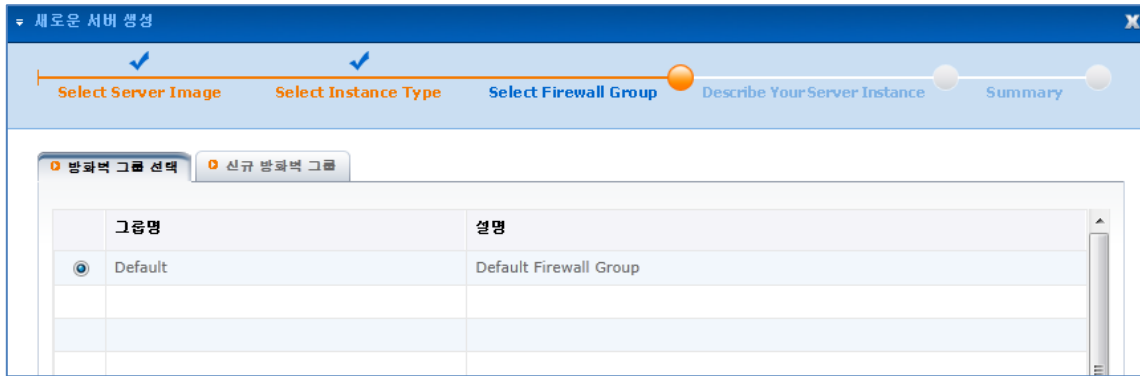 새로운 서버 생성
Select Server Image Select Instance Type Select Firewall Group Describe Your Server Instance Summary
방화벽 그룹 선택 신규 방화벽 그룹
그룹명 설명
Default Default Firewall Group